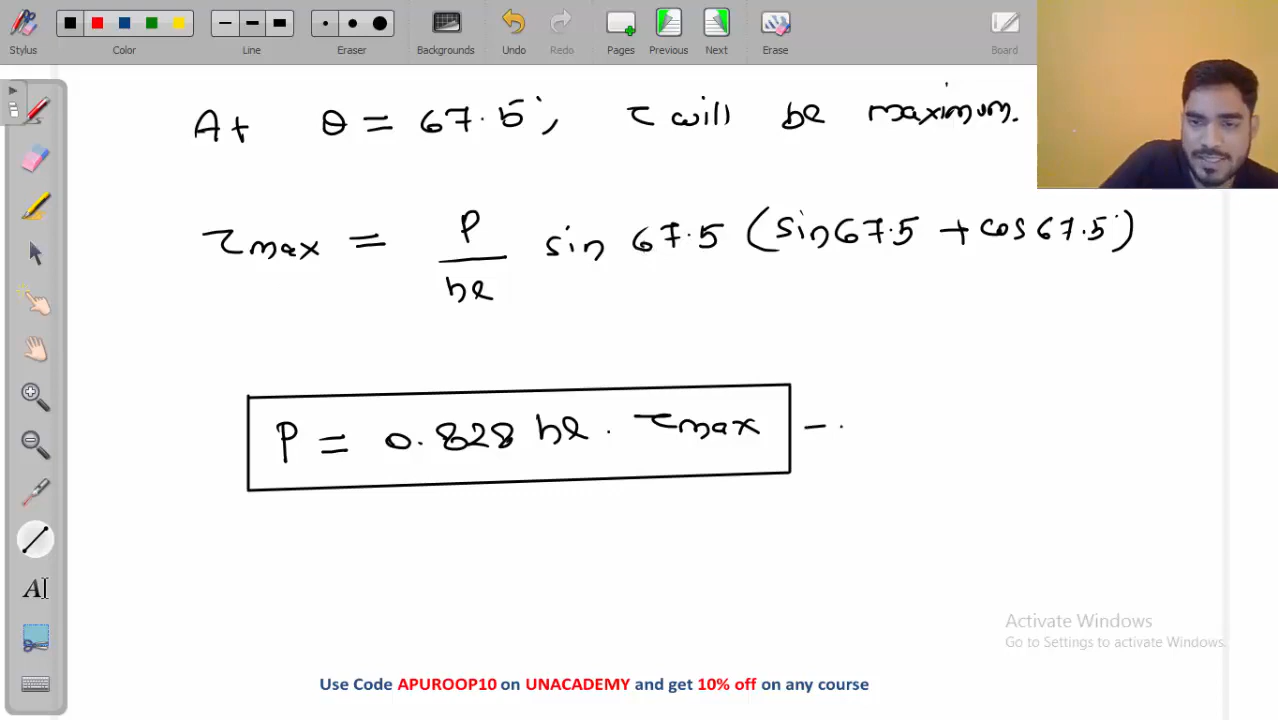 Stylus Color Line Eraser Backgrounds Undo Redo Pages Previous Next Erase Board
At θ = 67.5°, τ will be maximum.
τmax = P/hl sin 67.5 (sin 67.5 + cos 67.5°)
P = 0.828 hl . τmax -
Activate Windows
Go to Settings to activate Windows.
Use Code APUROOP10 on UNACADEMY and get 10% off on any course